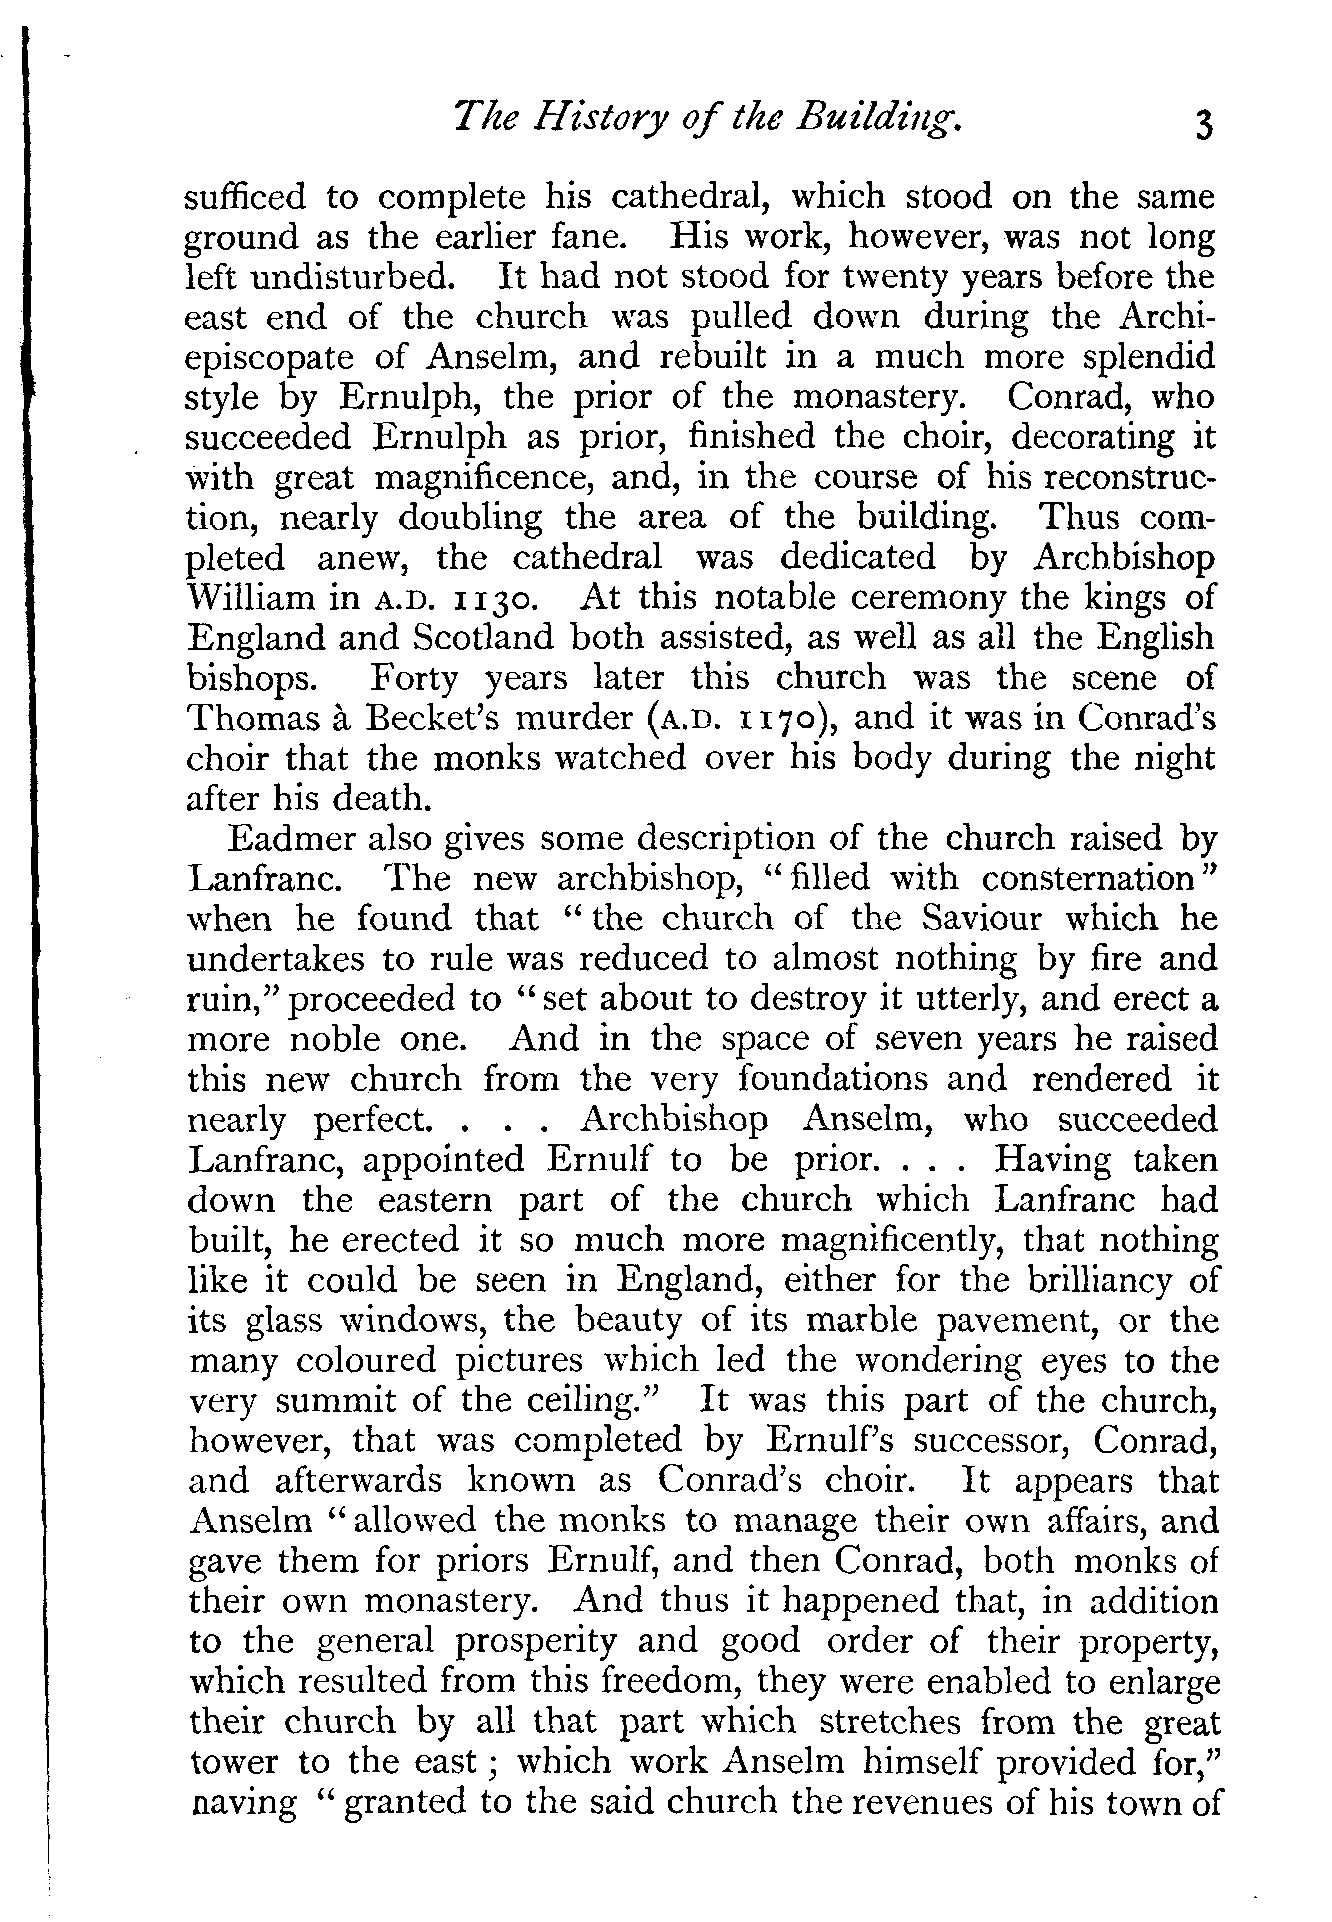 The History of the Building. 3
sufficed to complete his cathedral, which stood on the same
ground as the earlier fane. His work, however, was not long
left undisturbed. It had not stood for twenty years before the
east end of the church was pulled down during the Archi-
episcopate of Anselm, and rebuilt in a much more splendid
style by Ernulph, the prior of the monastery. Conrad, who
succeeded Ernulph as prior, finished the choir, decorating it
with great magnificence, and, in the course of his reconstruc-
tion, nearly doubling the area of the building. Thus com-
pleted anew, the cathedral was dedicated by Archbishop
William in A.D. 1130. At this notable ceremony the kings of
England and Scotland both assisted, as well as all the English
bishops. Forty years later this church was the scene of
Thomas à Becket's murder (A.D. 1170), and it was in Conrad's
choir that the monks watched over his body during the night
after his death.
Eadmer also gives some description of the church raised by
Lanfranc. The new archbishop, “filled with consternation”
when he found that “the church of the Saviour which he
undertakes to rule was reduced to almost nothing by fire and
ruin,” proceeded to “set about to destroy it utterly, and erect a
more noble one. And in the space of seven years he raised
this new church from the very foundations and rendered it
nearly perfect. . . . Archbishop Anselm, who succeeded
Lanfranc, appointed Ernulf to be prior. . . . Having taken
down the eastern part of the church which Lanfranc had
built, he erected it so much more magnificently, that nothing
like it could be seen in England, either for the brilliancy of
its glass windows, the beauty of its marble pavement, or the
many coloured pictures which led the wondering eyes to the
very summit of the ceiling.” It was this part of the church,
however, that was completed by Ernulf's successor, Conrad,
and afterwards known as Conrad's choir. It appears that
Anselm “allowed the monks to manage their own affairs, and
gave them for priors Ernulf, and then Conrad, both monks of
their own monastery. And thus it happened that, in addition
to the general prosperity and good order of their property,
which resulted from this freedom, they were enabled to enlarge
their church by all that part which stretches from the great
tower to the east; which work Anselm himself provided for,”
having “granted to the said church the revenues of his town of